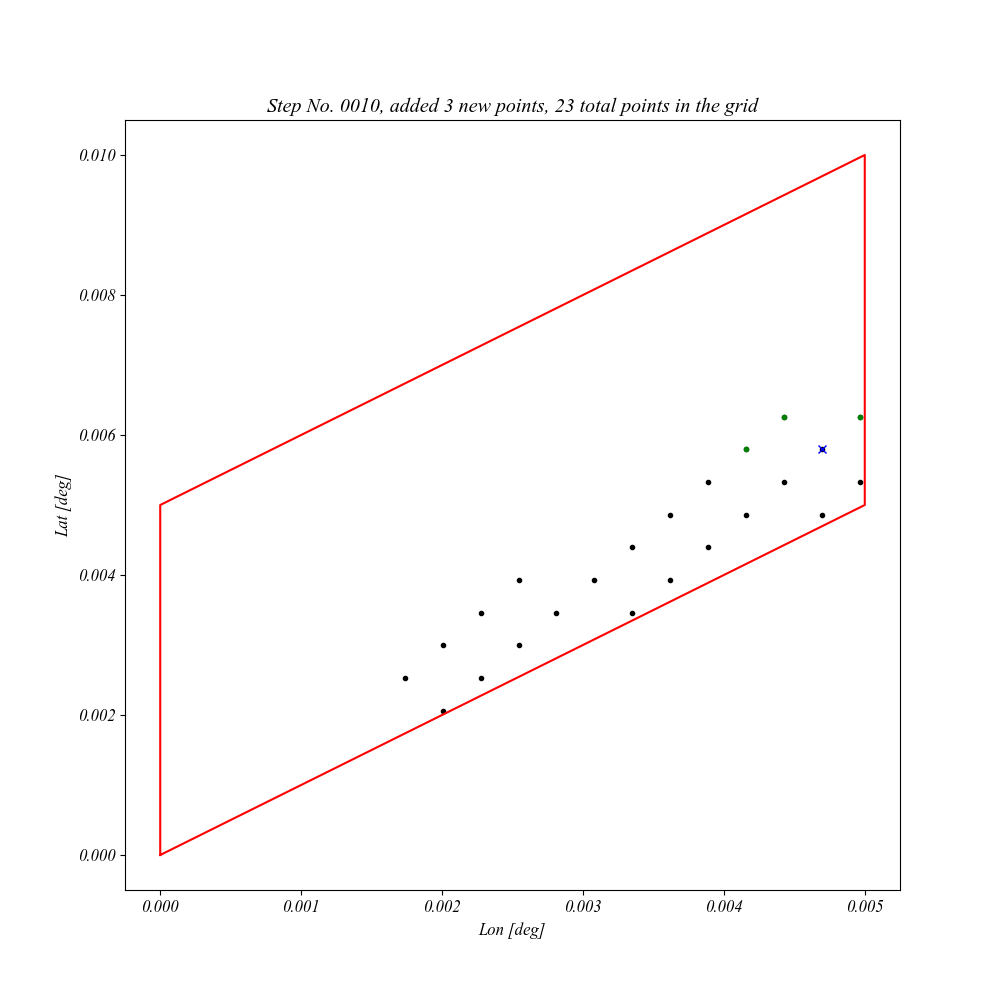 Step No. 0010, added 3 new points, 23 total points in the grid
0.010
0.008
0.006
0.004
0.002
0.000
Lat [deg]
0.000 0.001 0.002 0.003 0.004 0.005
Lon [deg]